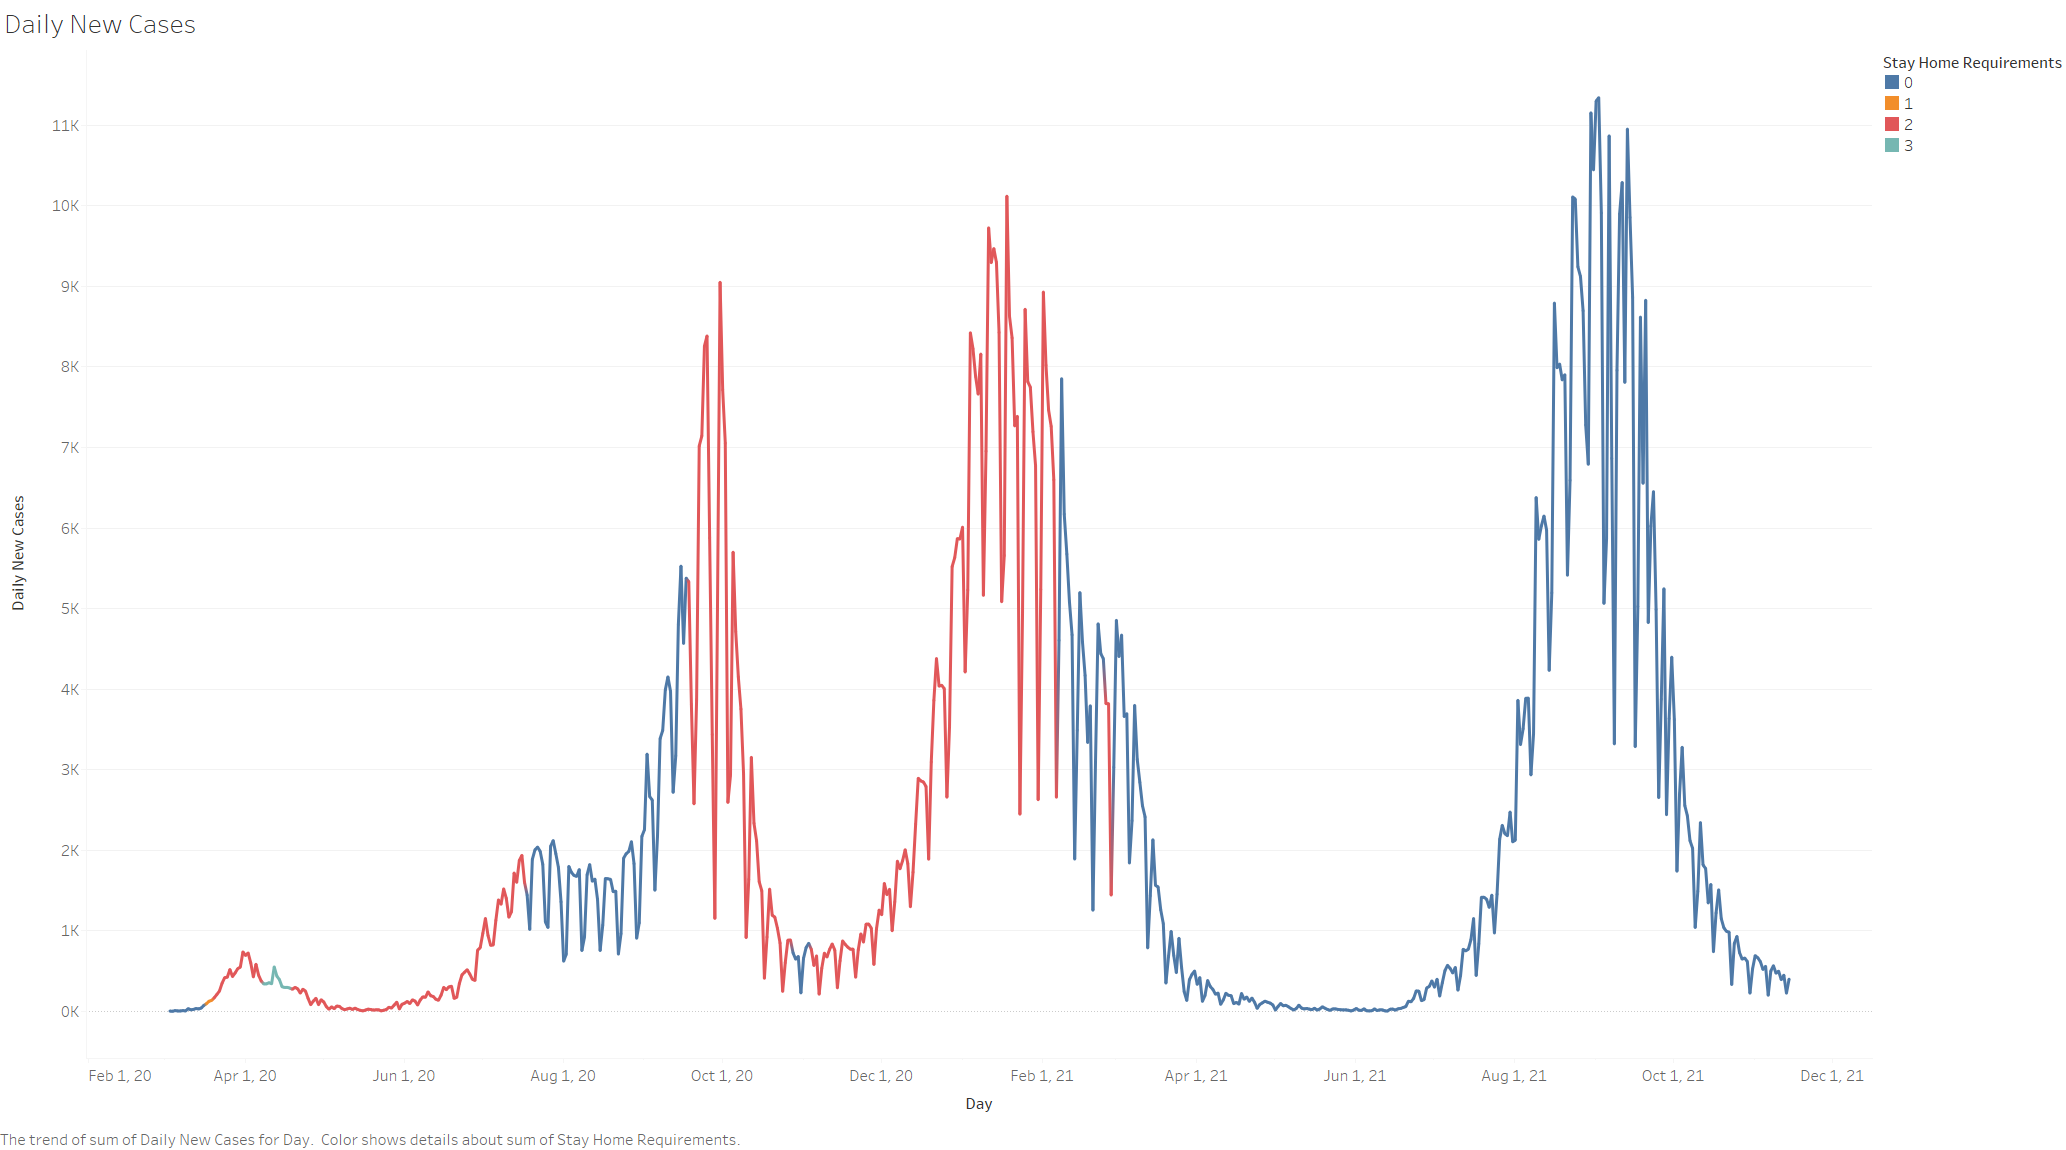 Daily New Cases
Stay Home Requirements
0
1
2
3
11K
10K
9K
8K
7K
6K
5K
4K
3K
2K
1K
0K
Daily New Cases
Feb 1, 20 Apr 1, 20 Jun 1, 20 Aug 1, 20 Oct 1, 20 Dec 1, 20 Feb 1, 21 Apr 1, 21 Jun 1, 21 Aug 1, 21 Oct 1, 21 Dec 1, 21
Day
The trend of sum of Daily New Cases for Day.  Color shows details about sum of Stay Home Requirements.